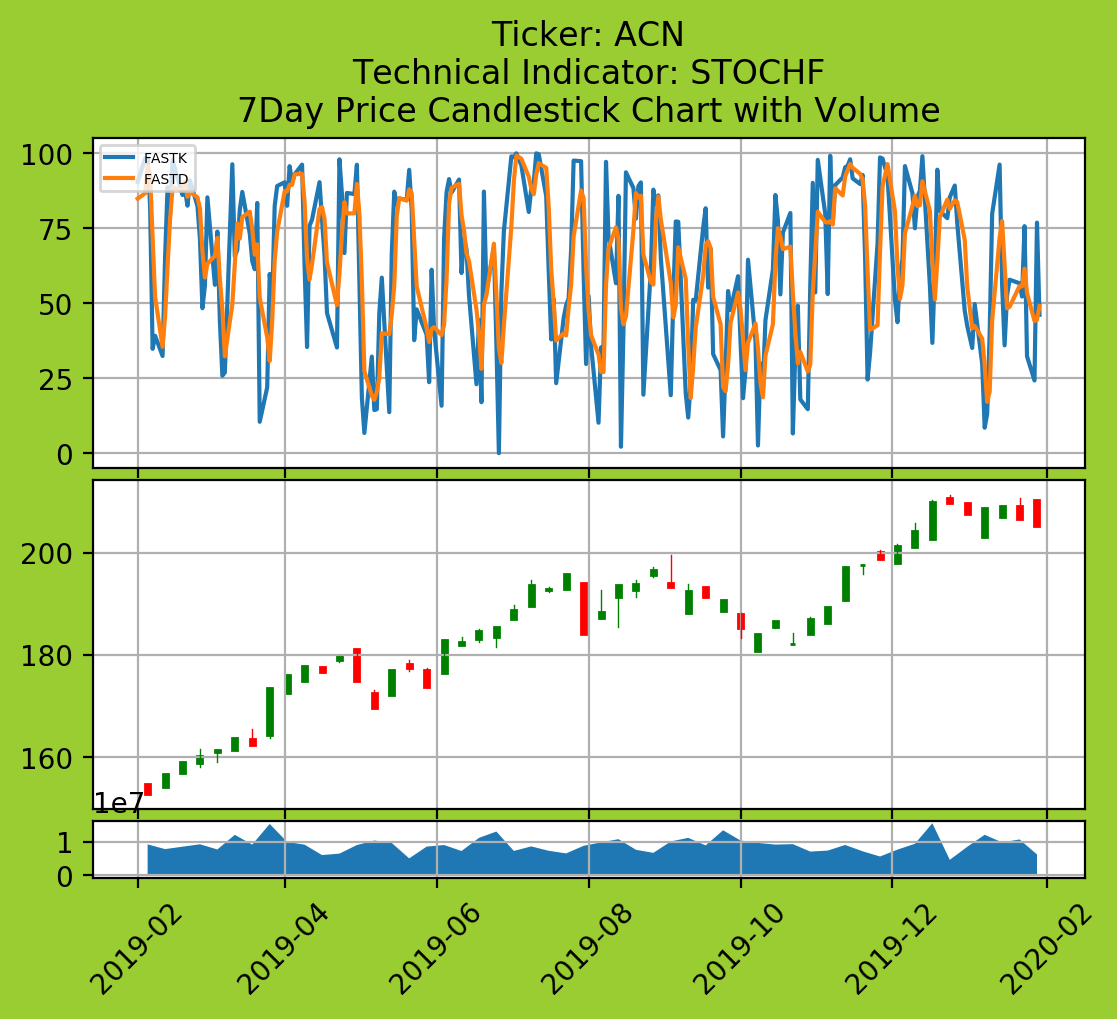 Ticker: ACN
Technical Indicator: STOCHF
7Day Price Candlestick Chart with Volume
100
75
50
25
0
FASTK
FASTD
200
180
160
1e7
1
0
2019-02
2019-04
2019-06
2019-08
2019-10
2019-12
2020-02